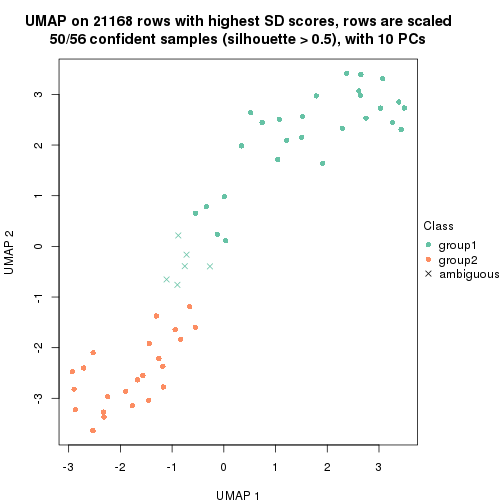 UMAP on 21168 rows with highest SD scores, rows are scaled
50/56 confident samples (silhouette > 0.5), with 10 PCs
3
2
1
0
-1
-2
-3
UMAP 2
-3
-2
-1
0
1
2
3
UMAP 1
Class
group1
group2
ambiguous